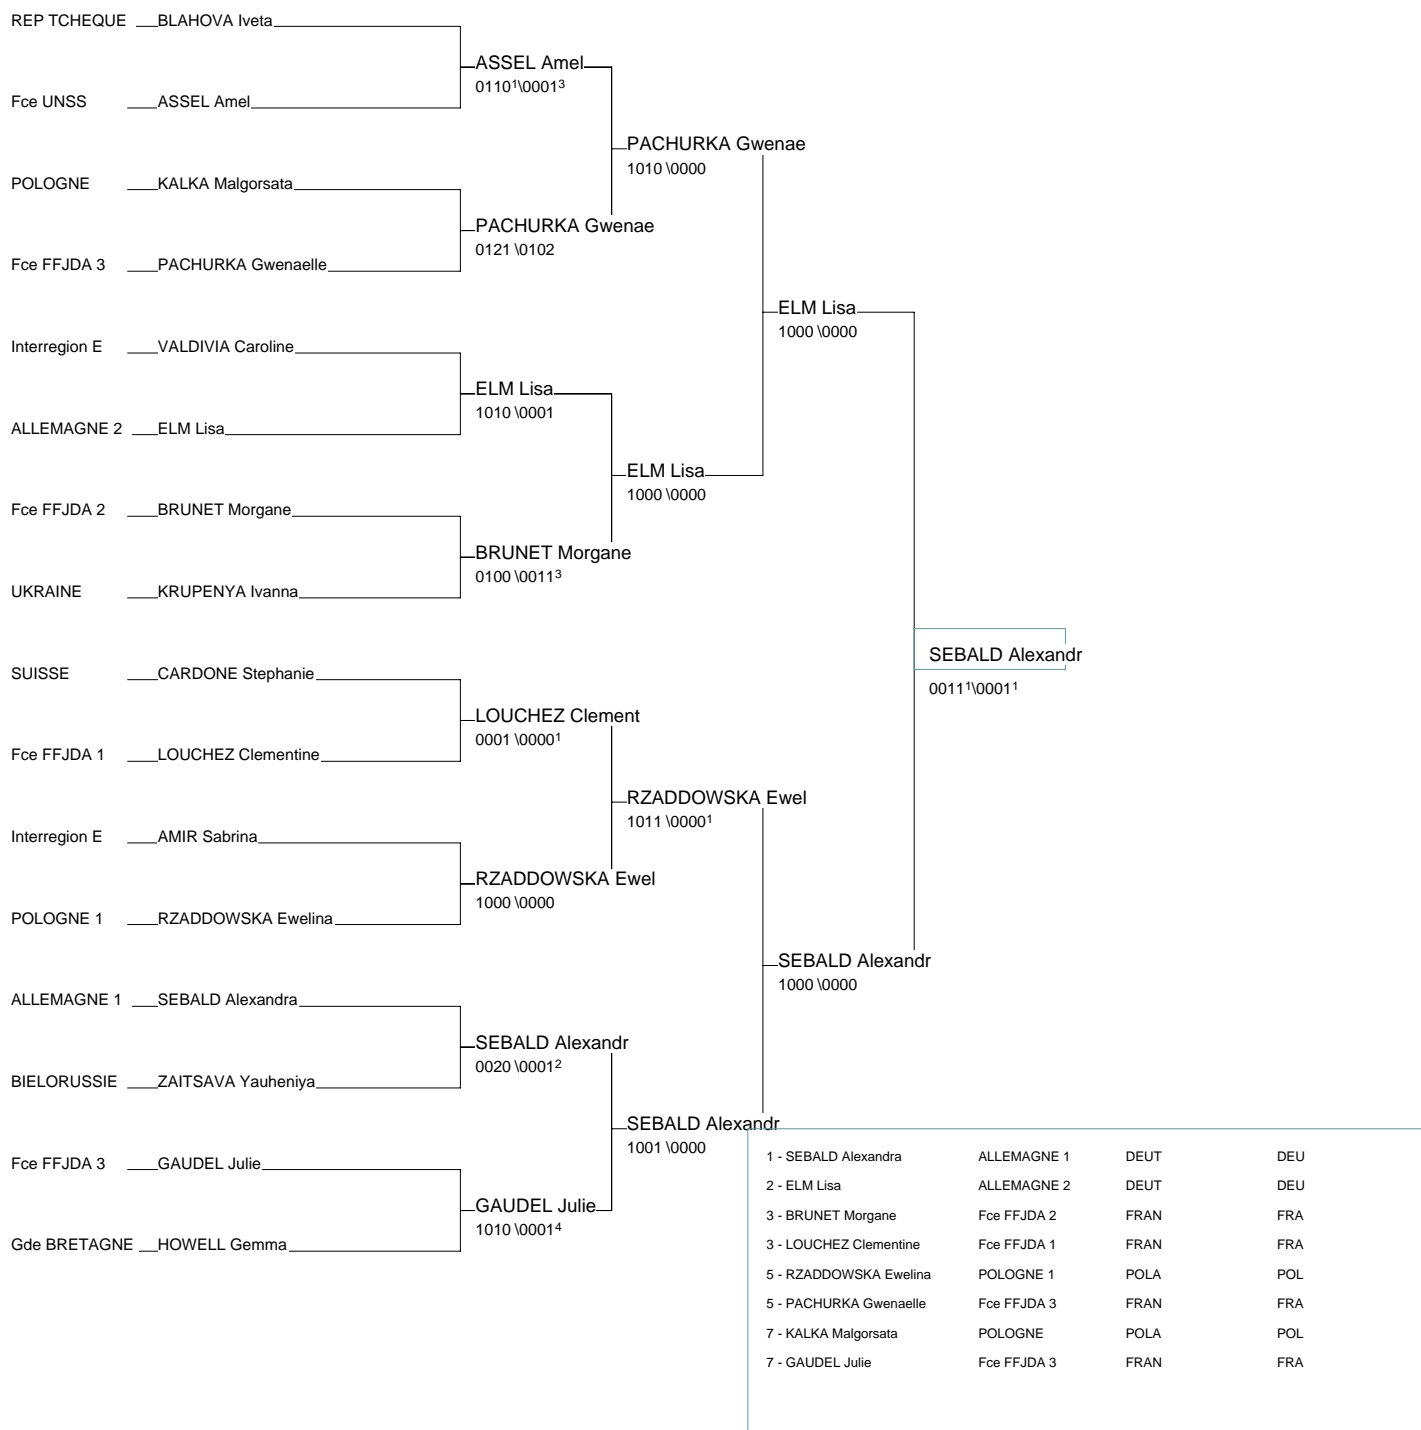 REP TCHEQUE BLAHOVA Iveta
ASSEL Amel
0110¹\0001³
Fce UNSS ASSEL Amel
PACHURKA Gwenae
1010 \0000
POLOGNE KALKA Malgorsata
PACHURKA Gwenae
0121 \0102
Fce FFJDA 3 PACHURKA Gwenaelle
ELM Lisa
1000 \0000
Interregion E VALDIVIA Caroline
ELM Lisa
1010 \0001
ALLEMAGNE 2 ELM Lisa
ELM Lisa
1000 \0000
Fce FFJDA 2 BRUNET Morgane
BRUNET Morgane
0100 \0011³
UKRAINE KRUPENYA Ivanna
SEBALD Alexandr
0011¹\0001¹
SUISSE CARDONE Stephanie
LOUCHEZ Clement
0001 \0000¹
Fce FFJDA 1 LOUCHEZ Clementine
RZADDOWSKA Ewel
1011 \0000¹
Interregion E AMIR Sabrina
RZADDOWSKA Ewel
1000 \0000
POLOGNE 1 RZADDOWSKA Ewelina
SEBALD Alexandr
1000 \0000
ALLEMAGNE 1 SEBALD Alexandra
SEBALD Alexandr
0020 \0001²
BIELORUSSIE ZAITSAVA Yauheniya
SEBALD Alexandr
1001 \0000
Fce FFJDA 3 GAUDEL Julie
GAUDEL Julie
1010 \0001⁴
Gde BRETAGNE HOWELL Gemma
1 - SEBALD Alexandra ALLEMAGNE 1 DEUT DEU
2 - ELM Lisa ALLEMAGNE 2 DEUT DEU
3 - BRUNET Morgane Fce FFJDA 2 FRAN FRA
3 - LOUCHEZ Clementine Fce FFJDA 1 FRAN FRA
5 - RZADDOWSKA Ewelina POLOGNE 1 POLA POL
5 - PACHURKA Gwenaelle Fce FFJDA 3 FRAN FRA
7 - KALKA Malgorsata POLOGNE POLA POL
7 - GAUDEL Julie Fce FFJDA 3 FRAN FRA